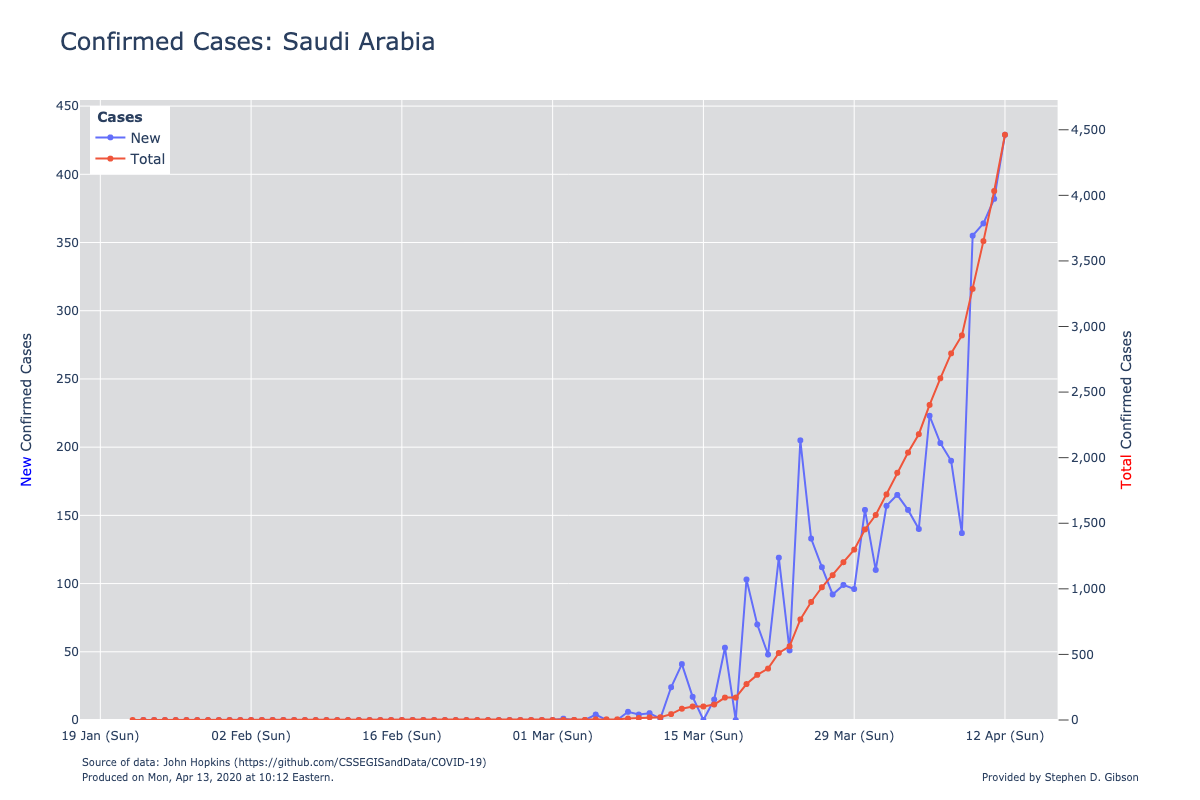 Confirmed Cases: Saudi Arabia
Cases
New
Total
450
400
350
300
250
200
150
100
50
0
4,500
4,000
3,500
3,000
2,500
2,000
1,500
1,000
500
0
New Confirmed Cases
Total Confirmed Cases
19 Jan (Sun) 02 Feb (Sun) 16 Feb (Sun) 01 Mar (Sun) 15 Mar (Sun) 29 Mar (Sun) 12 Apr (Sun)
Source of data: John Hopkins (https://github.com/CSSEGISandData/COVID-19)
Produced on Mon, Apr 13, 2020 at 10:12 Eastern.
Provided by Stephen D. Gibson